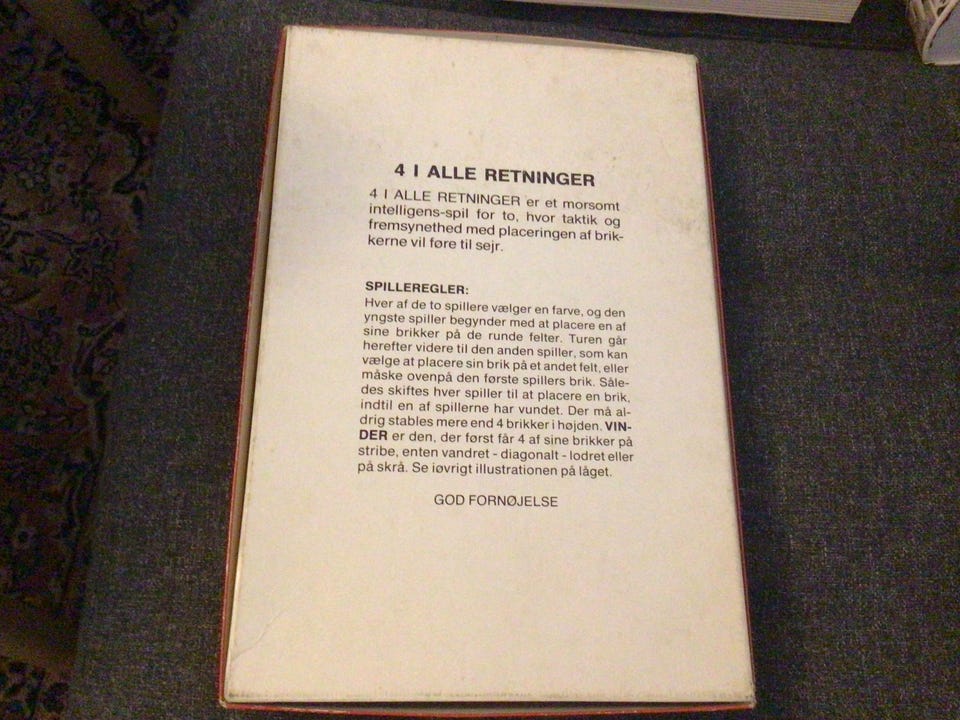 4 I ALLE RETNINGER
4 I ALLE RETNINGER er et morsomt
intelligens-spil for to, hvor taktik og
fremsynethed med placeringen af brik-
kerne vil føre til sejr.
SPILLEREGLER:
Hver af de to spillere vælger en farve, og den
yngste spiller begynder med at placere en af
sine brikker på de runde felter. Turen går
herefter videre til den anden spiller, som kan
vælge at placere sin brik på et andet felt, eller
måske ovenpå den første spillers brik. Såle-
des skiftes hver spiller til at placere en brik,
indtil en af spillerne har vundet. Der må al-
drig stables mere end 4 brikker i højden. VIN-
DER er den, der først får 4 af sine brikker på
stribe, enten vandret - diagonalt - lodret eller
på skrå. Se iøvrigt illustrationen på låget.
GOD FORNØJELSE